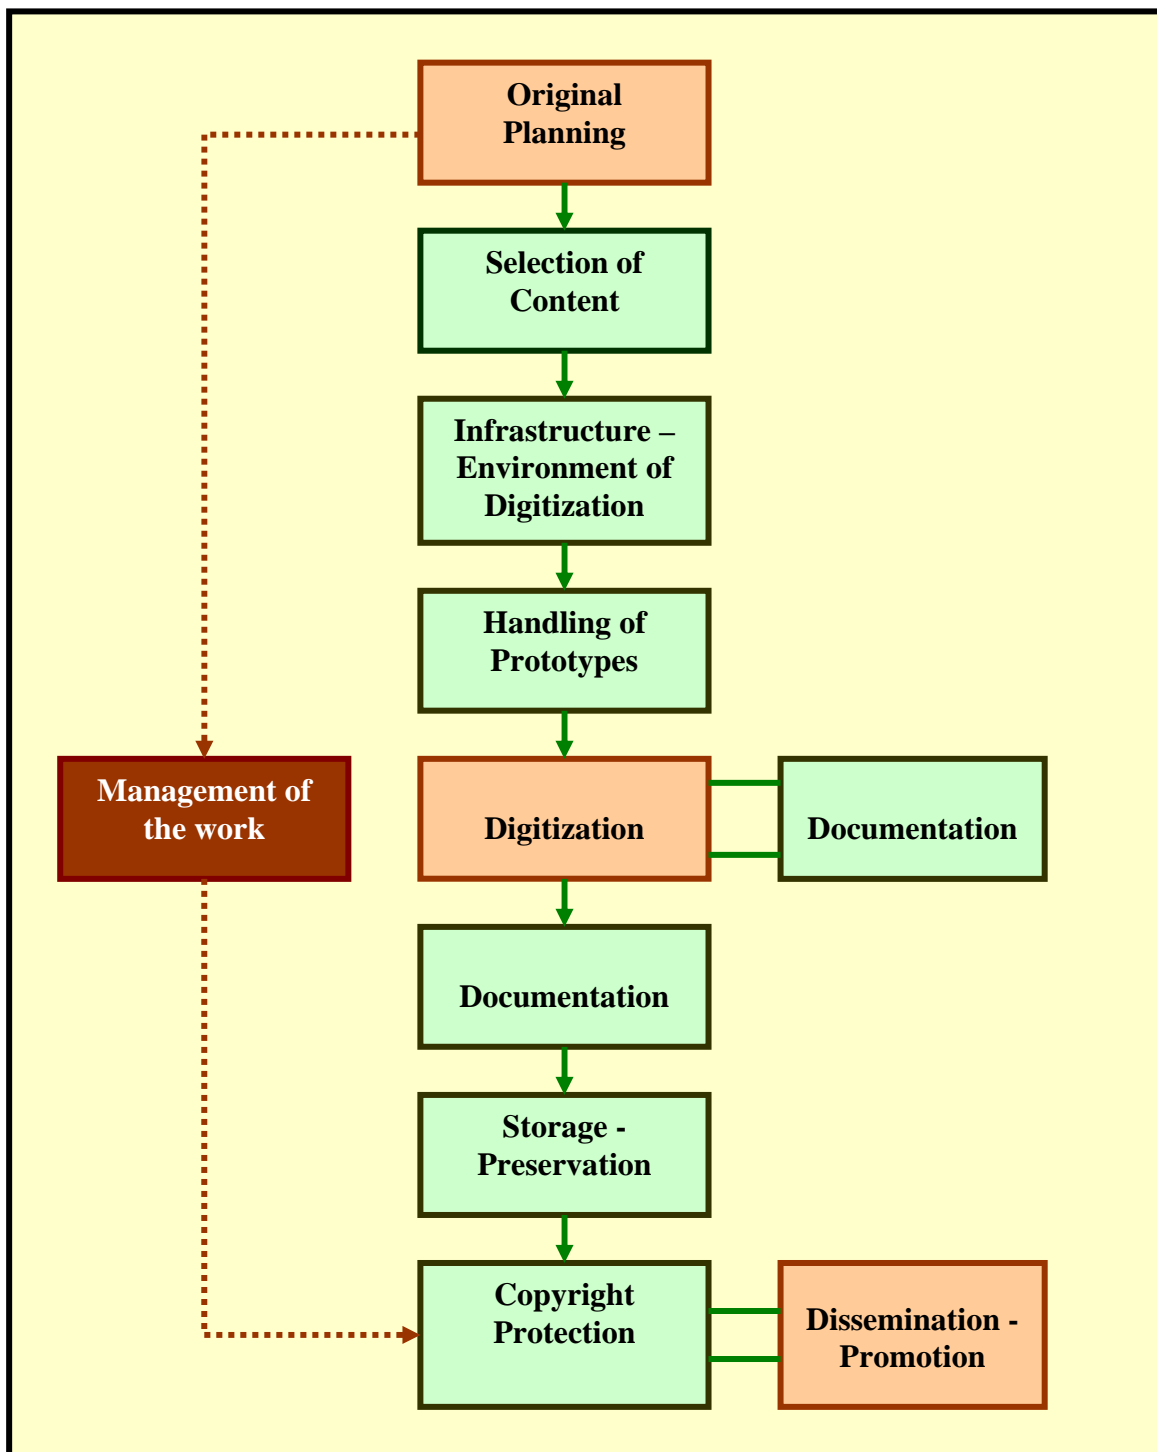 Original
Planning
Selection of
Content
Infrastructure –
Environment of
Digitization
Handling of
Prototypes
Management of
the work
Digitization
Documentation
Documentation
Storage -
Preservation
Copyright
Protection
Dissemination -
Promotion